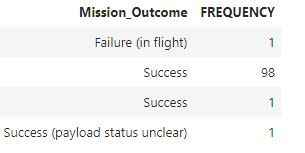 Mission_Outcome FREQUENCY
Failure (in flight) 1
Success 98
Success 1
Success (payload status unclear) 1